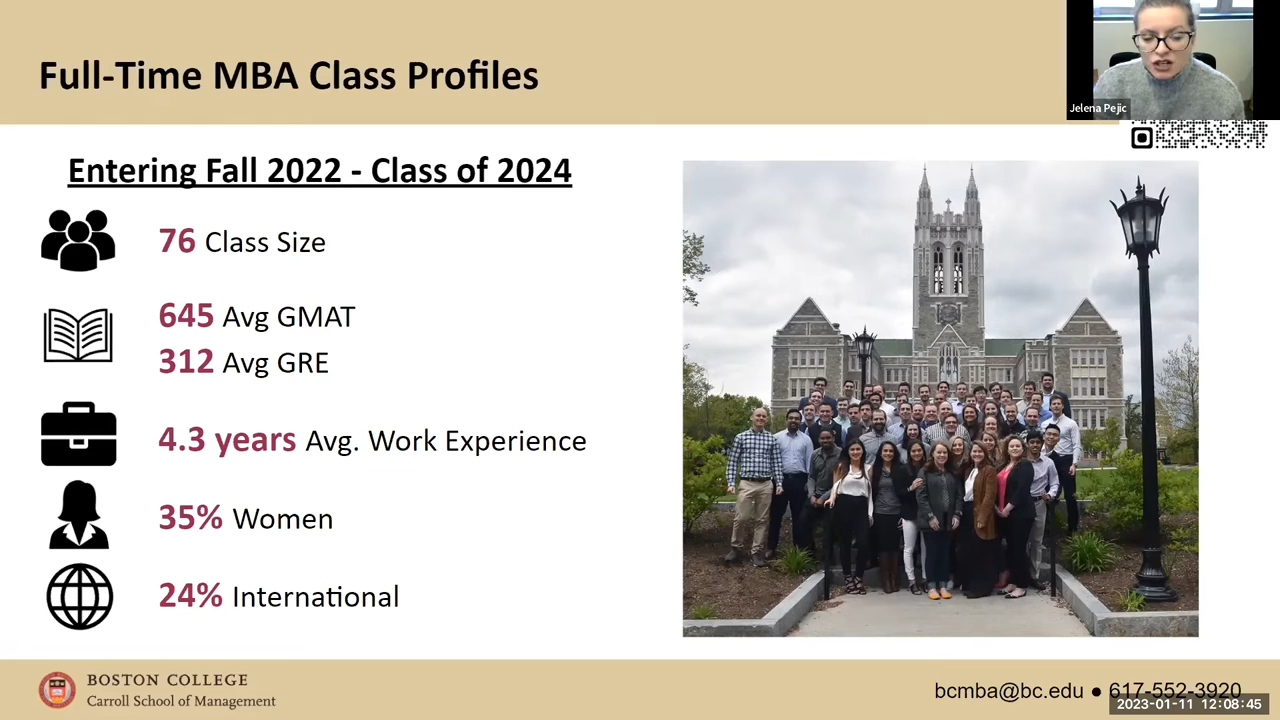 Full-Time MBA Class Profiles
Jelena Pejic
Entering Fall 2022 - Class of 2024
76 Class Size
645 Avg GMAT
312 Avg GRE
4.3 years Avg. Work Experience
35% Women
24% International
BOSTON COLLEGE
Carroll School of Management
bcmba@bc.edu ● 617-552-3920
2023-01-11 12:08:45